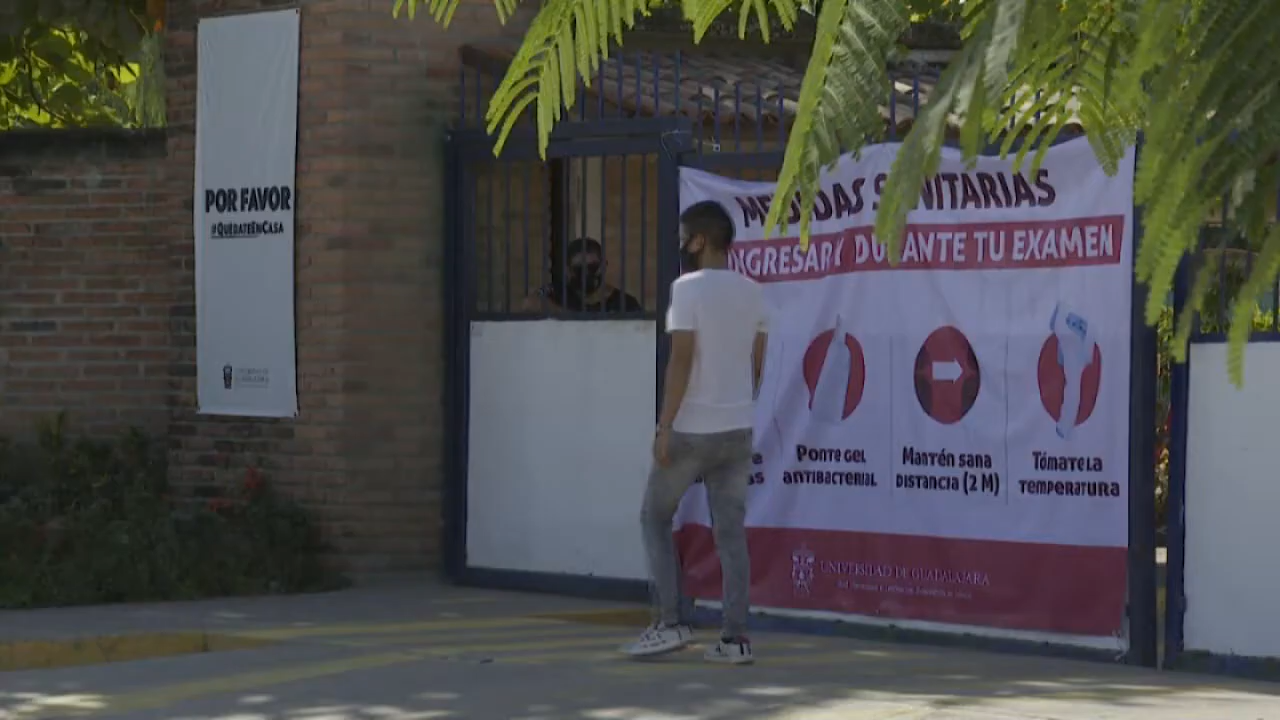 POR FAVOR
#QUÉDATEENCASA
MEDIDAS SANITARIAS
INGRESAR Y DURANTE TU EXAMEN
PONTE GEL
ANTIBACTERIAL
MANTÉN SANA
DISTANCIA (2 M)
TÓMATE LA
TEMPERATURA
UNIVERSIDAD DE GUADALAJARA